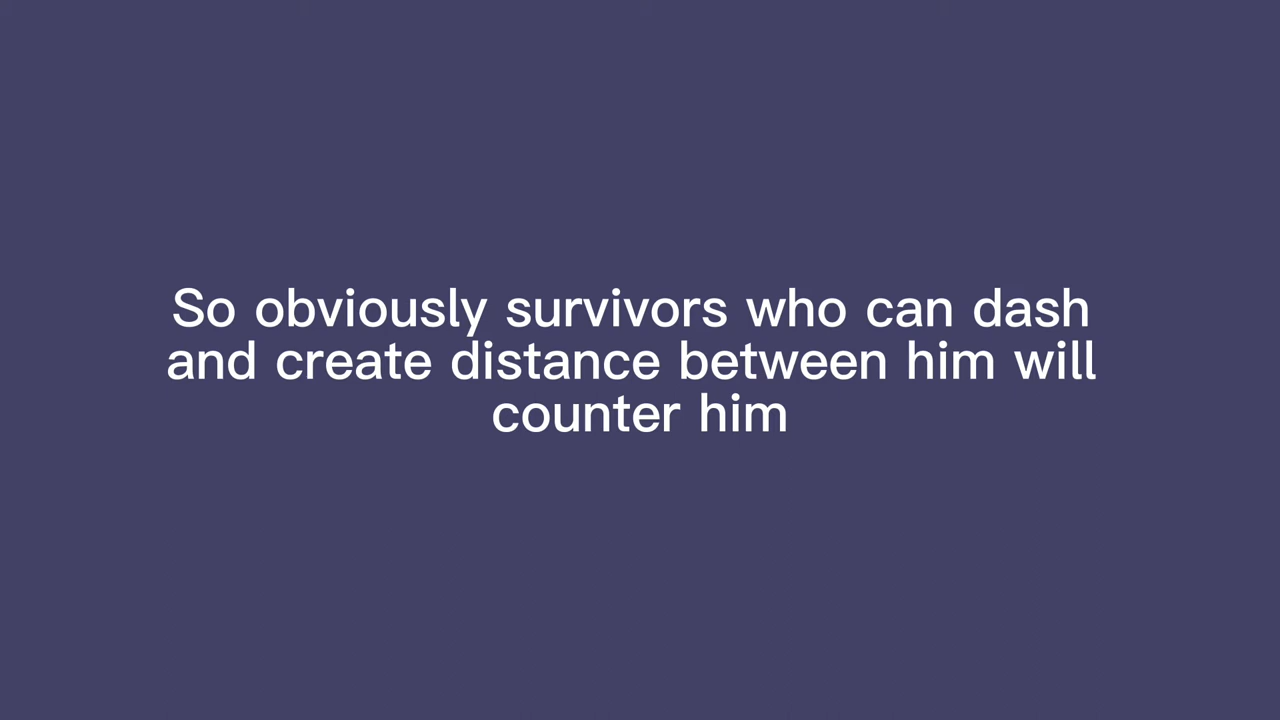 So obviously survivors who can dash
and create distance between him will
counter him